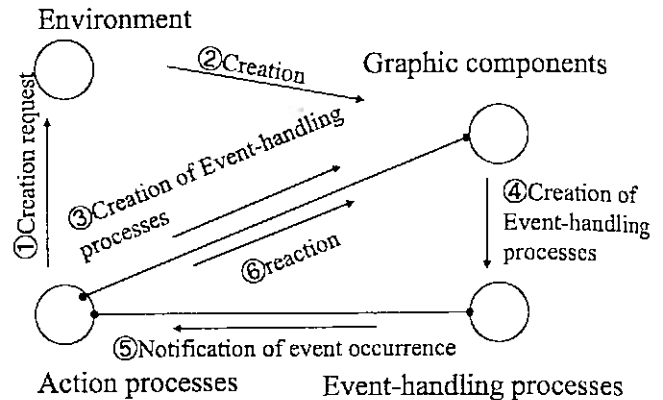 Environment
②Creation
Graphic components
①Creation request
③Creation of Event-handling
processes
④Creation of
Event-handling
processes
⑥reaction
⑤Notification of event occurrence
Action processes
Event-handling processes